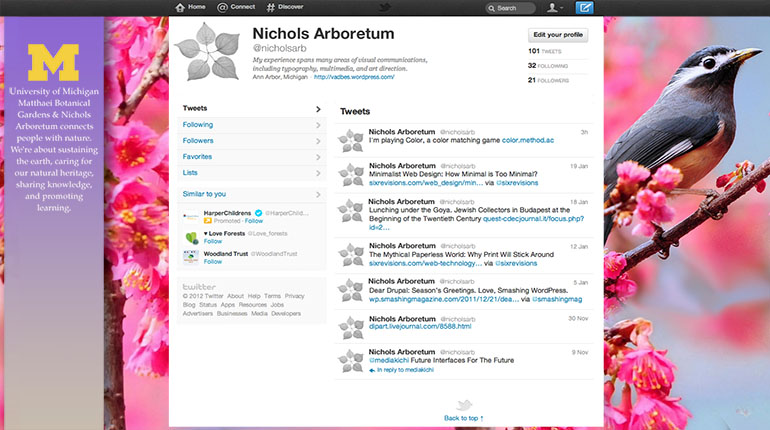 Home
Connect
# Discover
Search
M
University of Michigan
Matthaei Botanical
Gardens & Nichols
Arboretum connects
people with nature.
We're about sustaining
the earth, caring for
our natural heritage,
sharing knowledge,
and promoting
learning.
Nichols Arboretum
@nicholsarb
My experience spans many areas of visual communications,
including typography, multimedia, and art direction.
Ann Arbor, Michigan · http://vadbes.wordpress.com/
Edit your profile
101 TWEETS
32 FOLLOWING
21 FOLLOWERS
Tweets
Following
Followers
Favorites
Lists
Similar to you
HarperChildrens @HarperChild...
Promoted · Follow
♥ Love Forests @Love_forests
Follow
Woodland Trust @WoodlandTrust
Follow
twitter
© 2012 Twitter About Help Terms Privacy
Blog Status Apps Resources Jobs
Advertisers Businesses Media Developers
Tweets
Nichols Arboretum @nicholsarb 3h
I'm playing Color, a color matching game color.method.ac
Nichols Arboretum @nicholsarb 19 Jan
Minimalist Web Design: How Minimal is Too Minimal?
sixrevisions.com/web_design/min... via @sixrevisions
Nichols Arboretum @nicholsarb 18 Jan
Lunching under the Goya. Jewish Collectors in Budapest at the
Beginning of the Twentieth Century quest-cdecjournal.it/focus.php?
id=2...
Nichols Arboretum @nicholsarb 12 Jan
The Mythical Paperless World: Why Print Will Stick Around
sixrevisions.com/web-technology... via @sixrevisions
Nichols Arboretum @nicholsarb 5 Jan
Dear Drupal: Season's Greetings. Love, Smashing WordPress.
wp.smashingmagazine.com/2011/12/21/dea... via @smashingmag
Nichols Arboretum @nicholsarb 30 Nov
dipart.livejournal.com/8588.html
Nichols Arboretum @nicholsarb 9 Nov
@mediakichi Future Interfaces For The Future
In reply to mediakichi
Back to top ↑